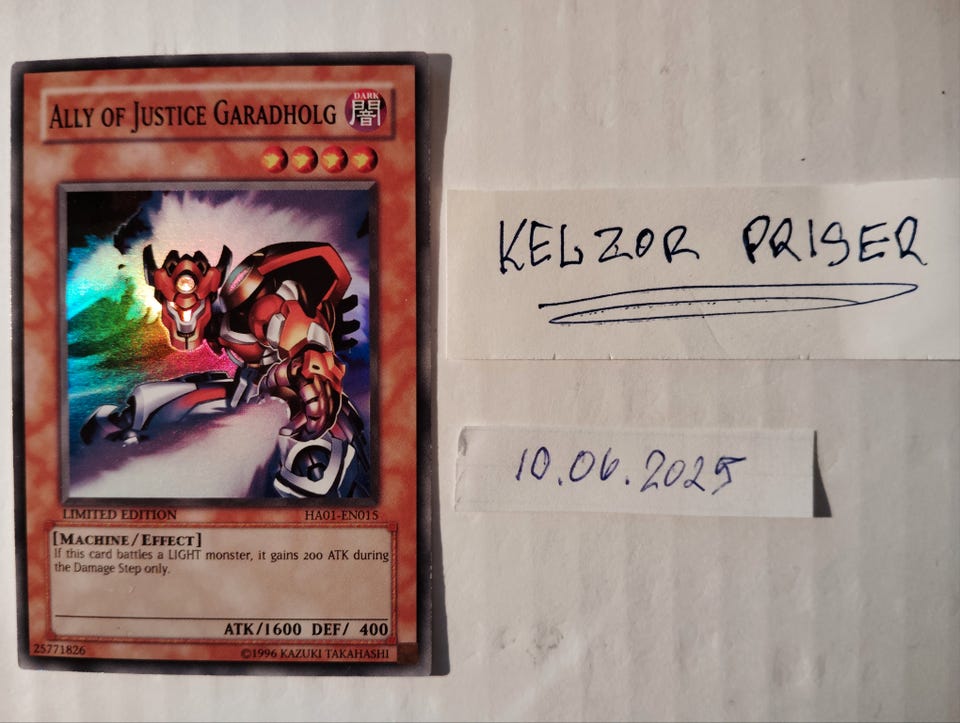 ALLY OF JUSTICE GARADHOLG
DARK
闇
LIMITED EDITION HA01-EN015
[MACHINE/EFFECT]
If this card battles a LIGHT monster, it gains 200 ATK during
the Damage Step only.
ATK/1600 DEF/ 400
25771826 ©1996 KAZUKI TAKAHASHI
KELZOR PRISER
10.06.2025